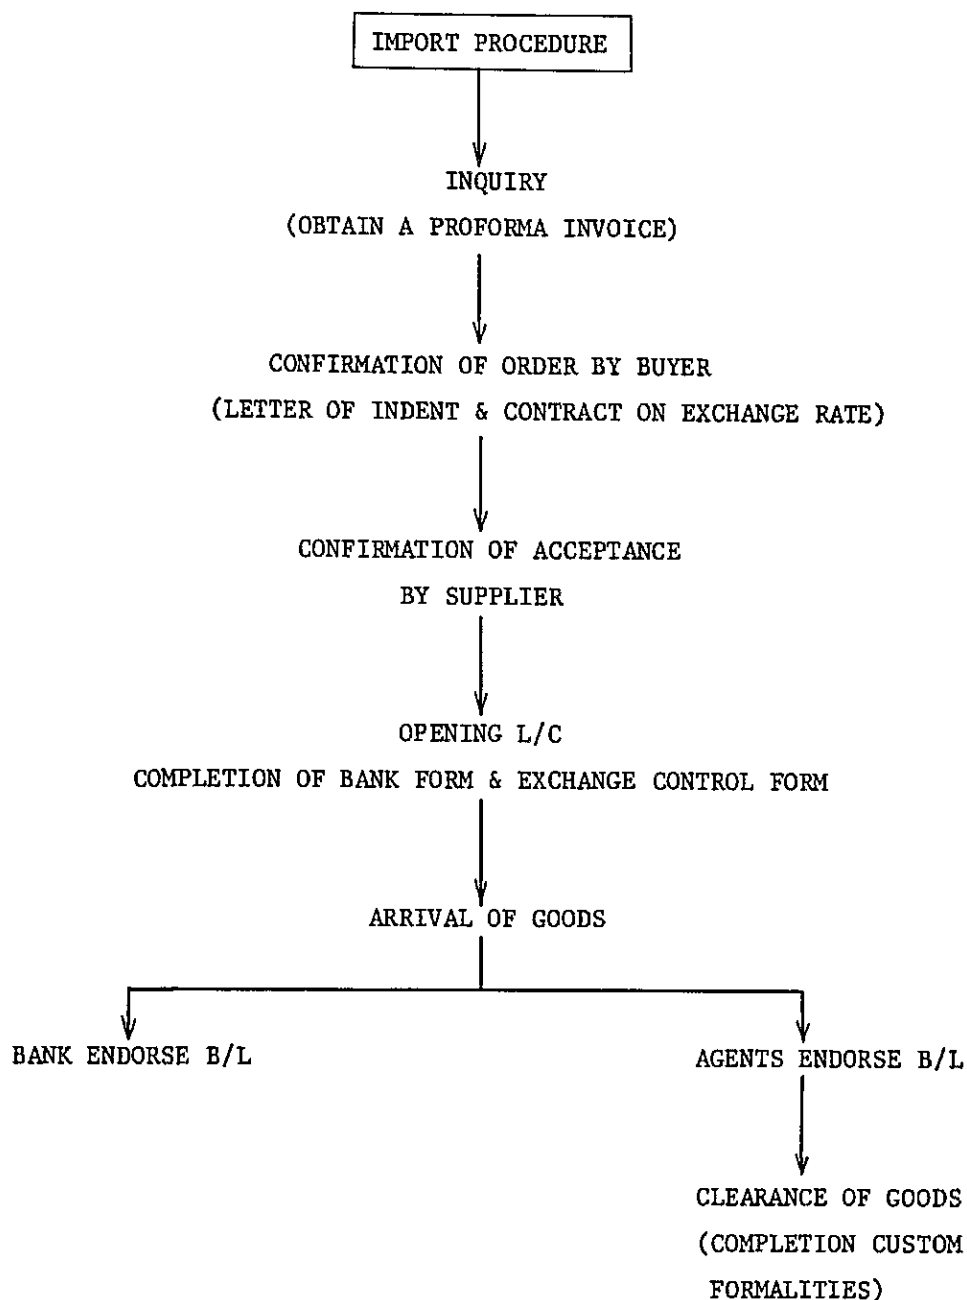 IMPORT PROCEDURE
INQUIRY
(OBTAIN A PROFORMA INVOICE)
CONFIRMATION OF ORDER BY BUYER
(LETTER OF INDENT & CONTRACT ON EXCHANGE RATE)
CONFIRMATION OF ACCEPTANCE
BY SUPPLIER
OPENING L/C
COMPLETION OF BANK FORM & EXCHANGE CONTROL FORM
ARRIVAL OF GOODS
BANK ENDORSE B/L
AGENTS ENDORSE B/L
CLEARANCE OF GOODS
(COMPLETION CUSTOM
FORMALITIES)